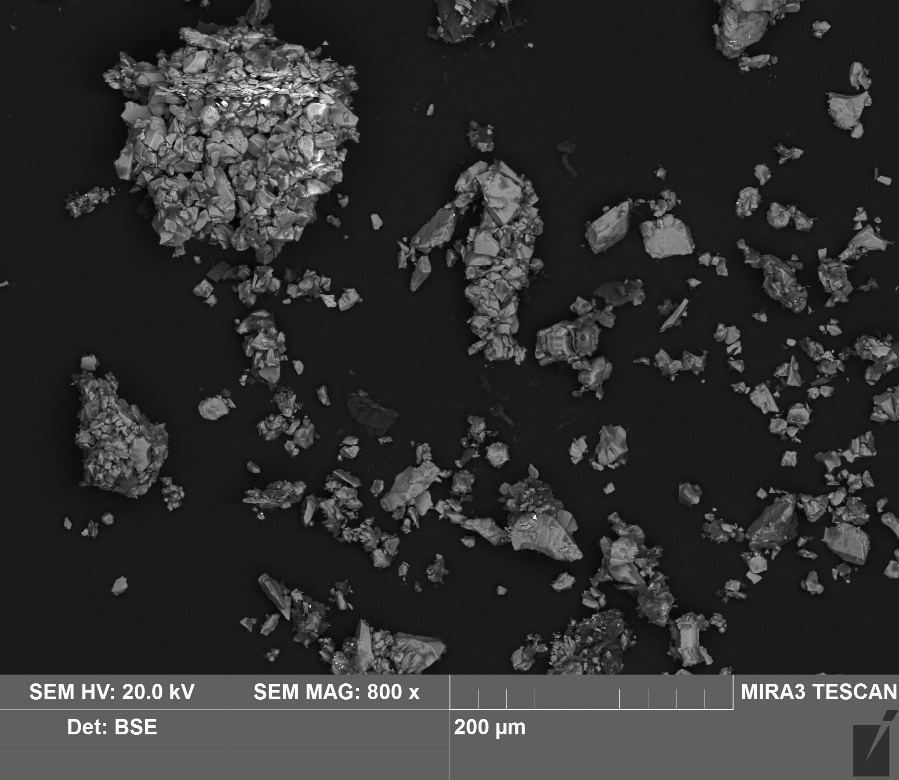 SEM HV: 20.0 kV SEM MAG: 800 x MIRA3 TESCAN
Det: BSE 200 µm